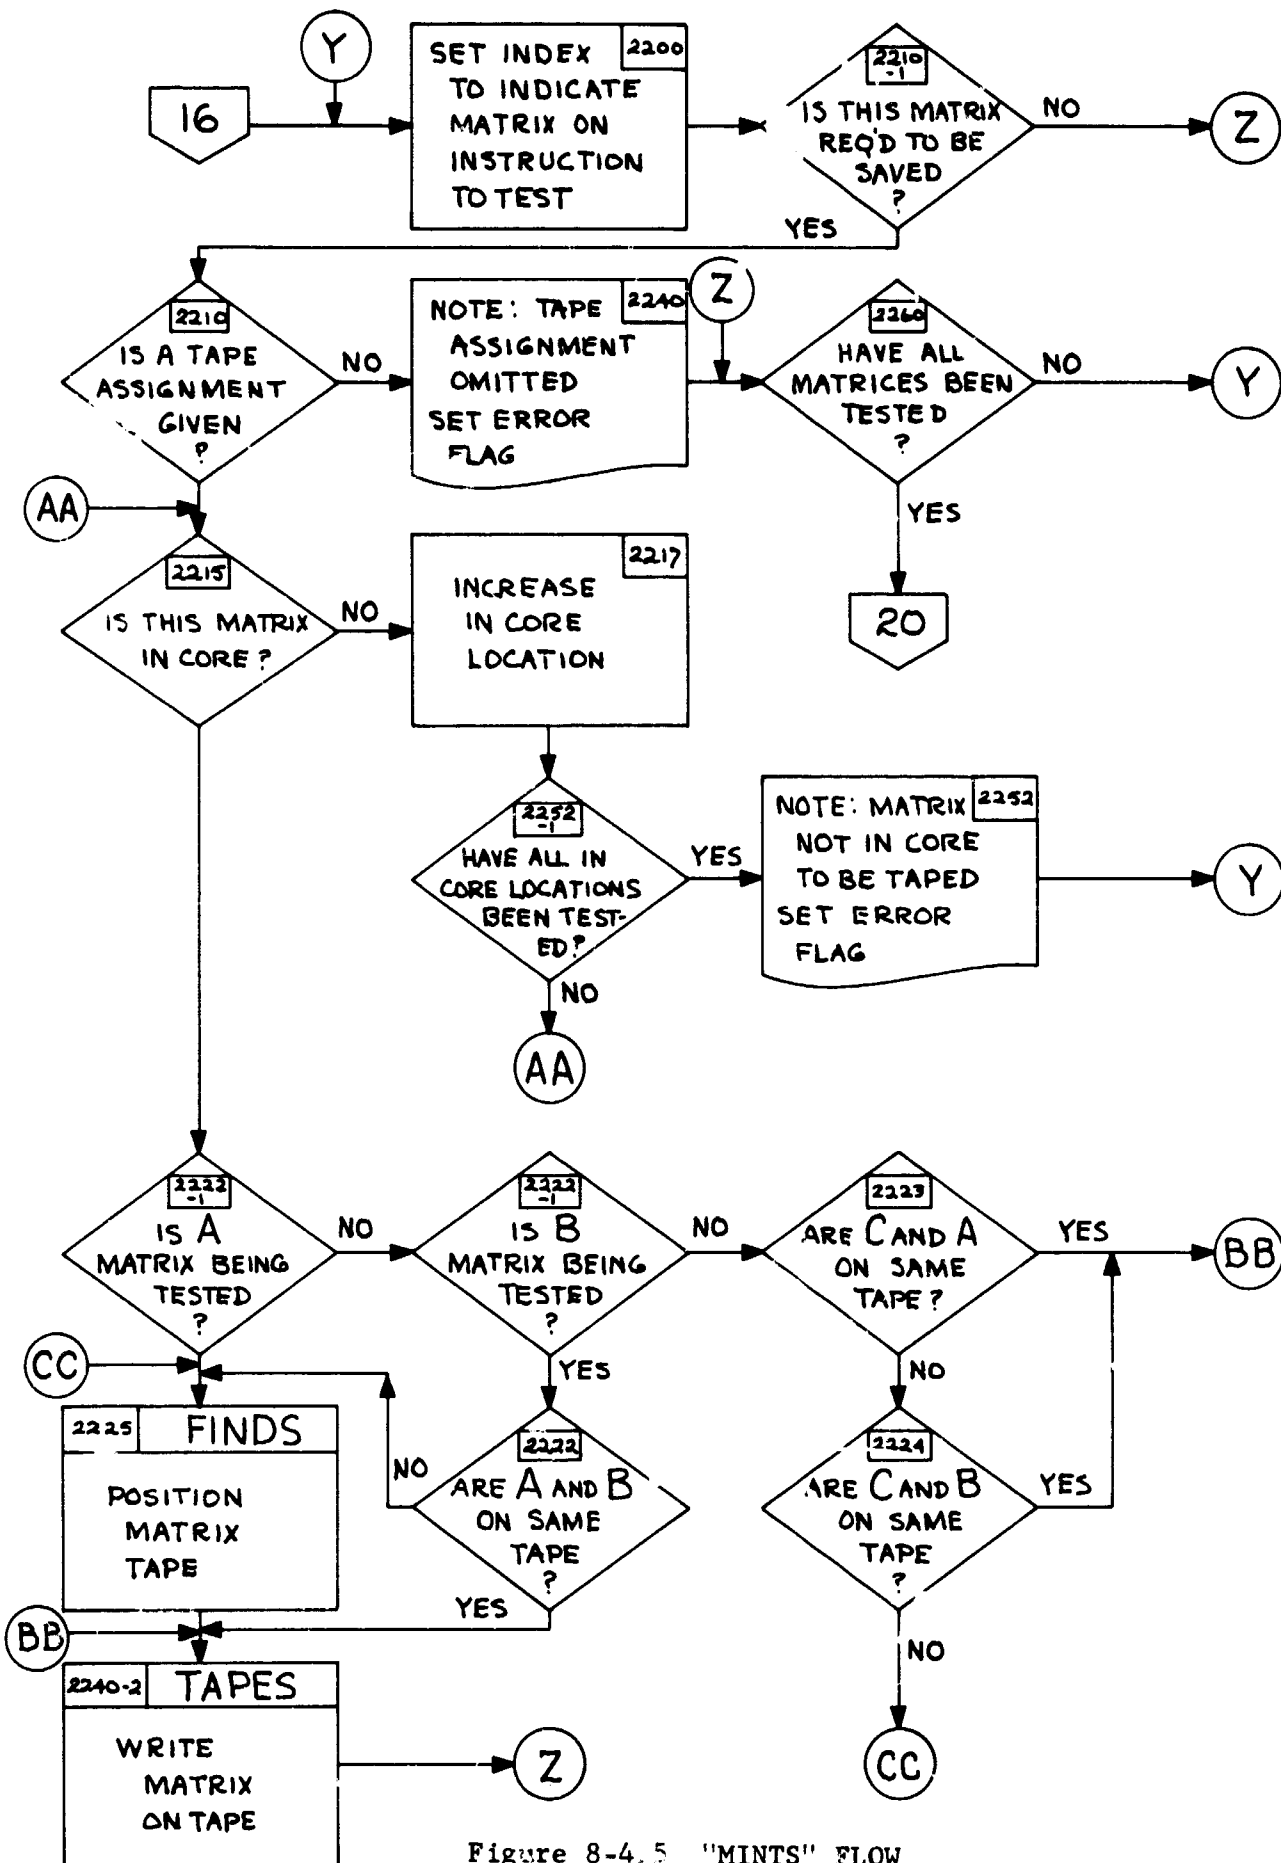 Y
16
SET INDEX
2200
TO INDICATE
MATRIX ON
INSTRUCTION
TO TEST
2210
-1
IS THIS MATRIX
REQ'D TO BE
SAVED
?
NO
Z
YES
2210
IS A TAPE
ASSIGNMENT
GIVEN
?
NO
NOTE: TAPE
2240
ASSIGNMENT
OMITTED
SET ERROR
FLAG
Z
2260
HAVE ALL
MATRICES BEEN
TESTED
?
NO
Y
YES
20
AA
2215
IS THIS MATRIX
IN CORE?
NO
2217
INCREASE
IN CORE
LOCATION
2252
-1
HAVE ALL IN
CORE LOCATIONS
BEEN TEST-
ED?
YES
NOTE: MATRIX
2252
NOT IN CORE
TO BE TAPED
SET ERROR
FLAG
Y
NO
AA
2222
-1
IS A
MATRIX BEING
TESTED
?
NO
2222
-1
IS B
MATRIX BEING
TESTED
?
NO
2223
ARE C AND A
ON SAME
TAPE?
YES
BB
CC
YES
NO
2225
FINDS
POSITION
MATRIX
TAPE
NO
2222
ARE A AND B
ON SAME
TAPE
?
YES
2224
ARE C AND B
ON SAME
TAPE
?
YES
NO
BB
2240-2
TAPES
WRITE
MATRIX
ON TAPE
Z
CC
Figure 8-4.5 "MINTS" FLOW